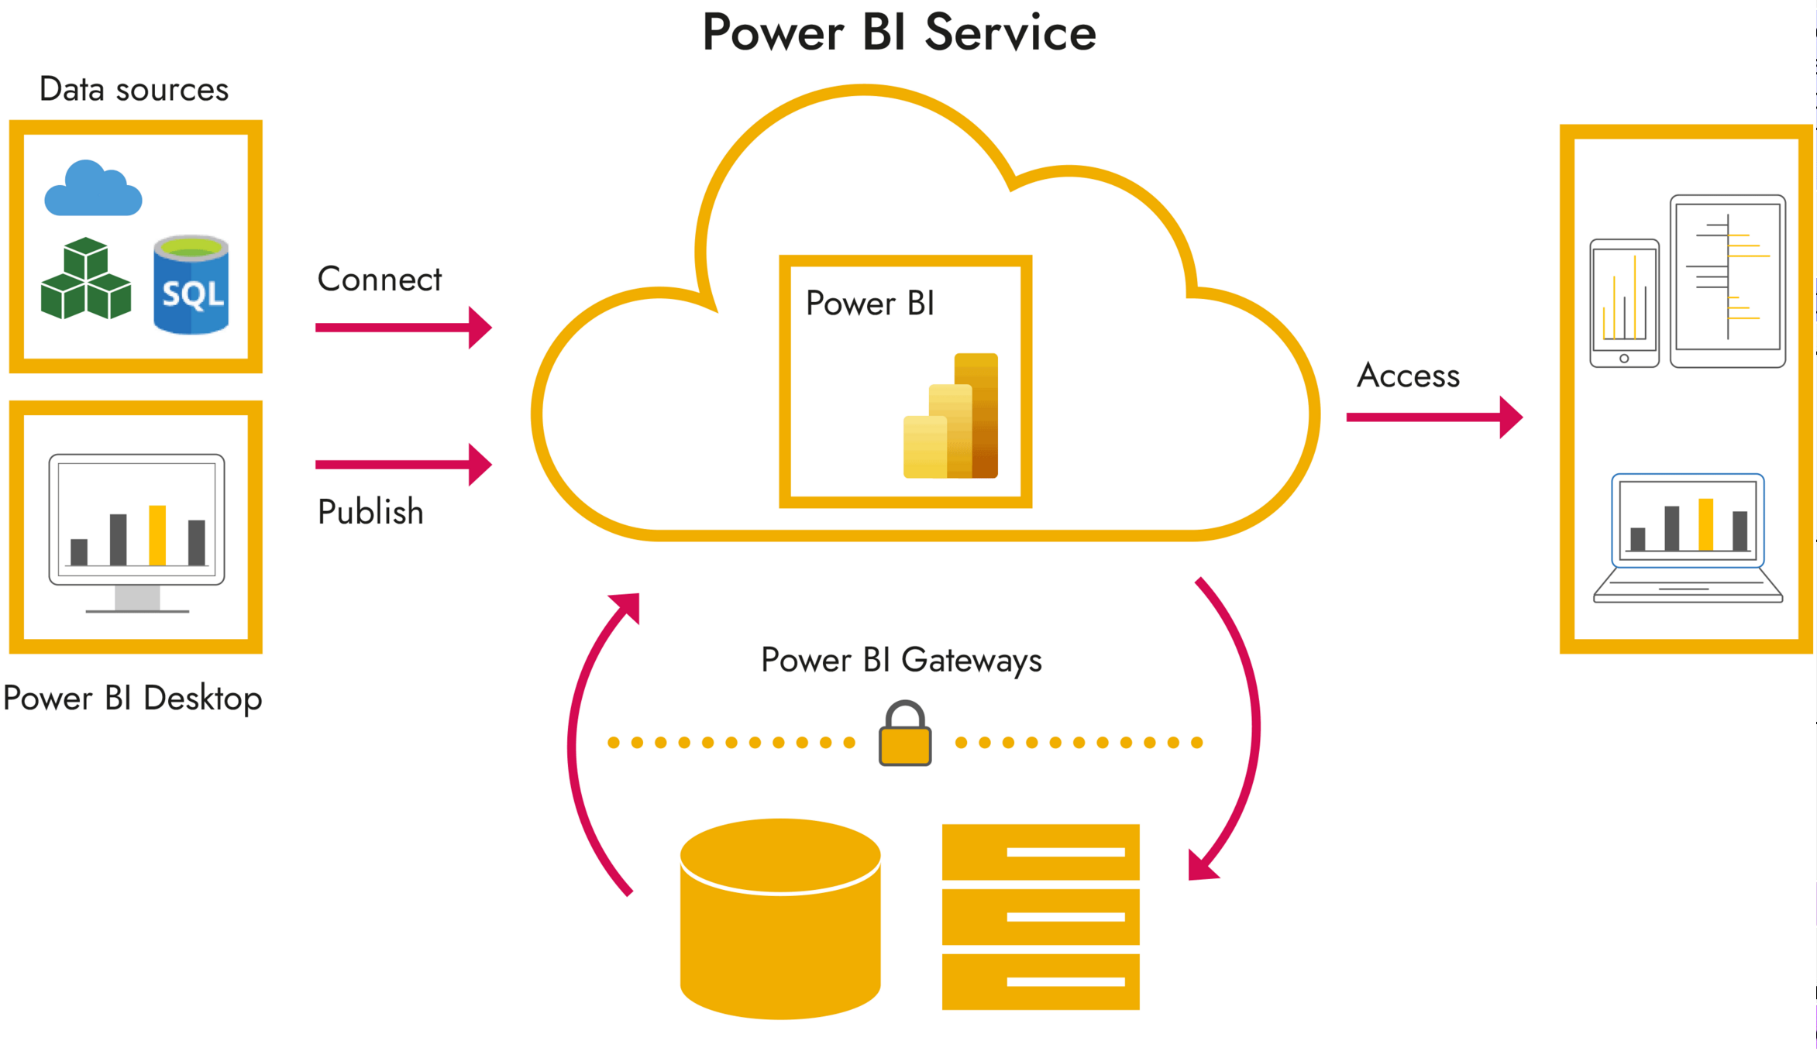 Power BI Service
Data sources
SQL
Connect
Power BI
Access
Publish
Power BI Gateways
Power BI Desktop